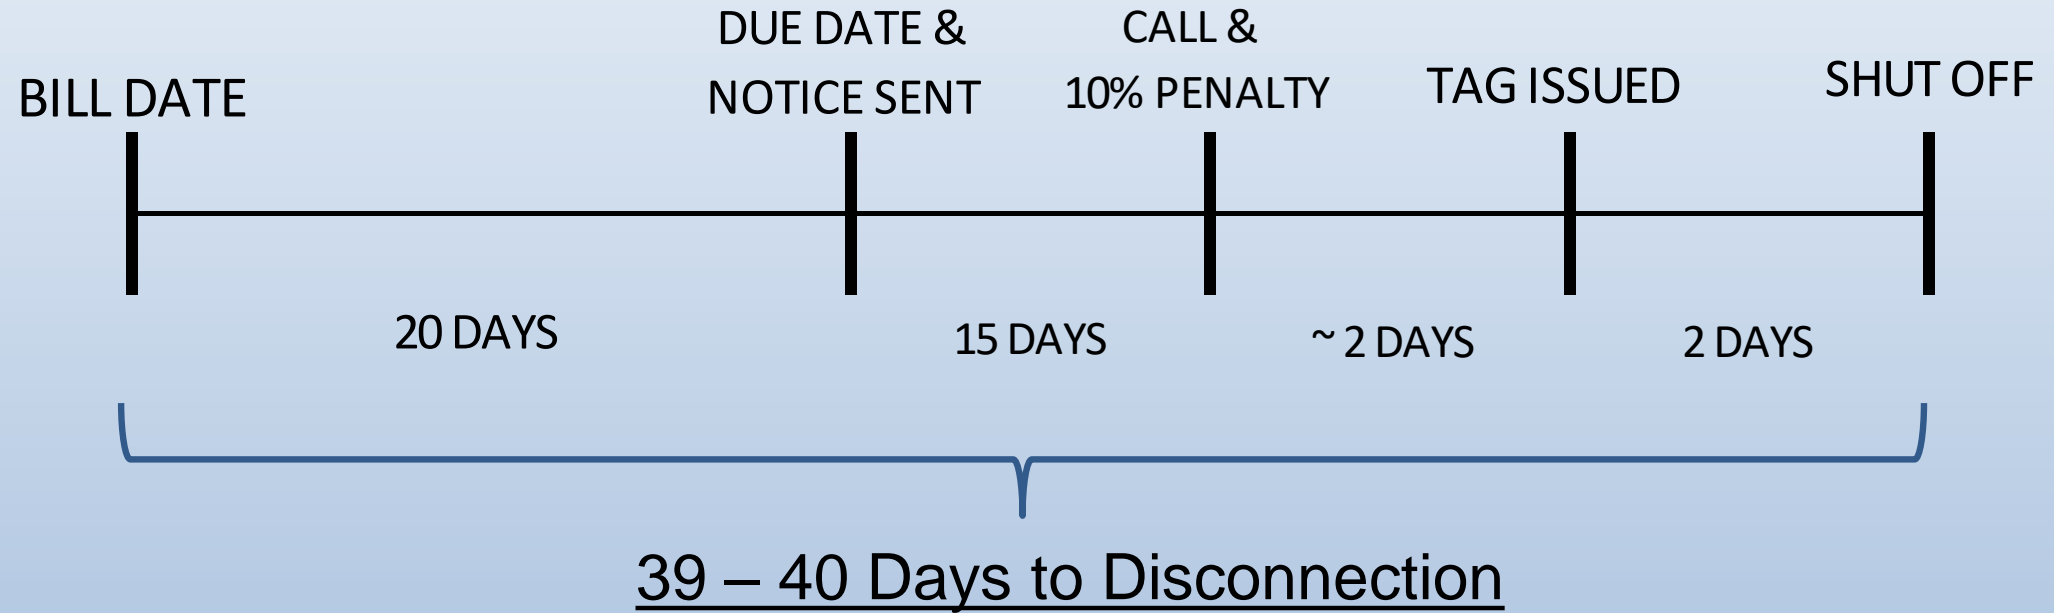 BILL DATE
DUE DATE &
NOTICE SENT
CALL &
10% PENALTY
TAG ISSUED
SHUT OFF
20 DAYS
15 DAYS
~ 2 DAYS
2 DAYS
39 – 40 Days to Disconnection